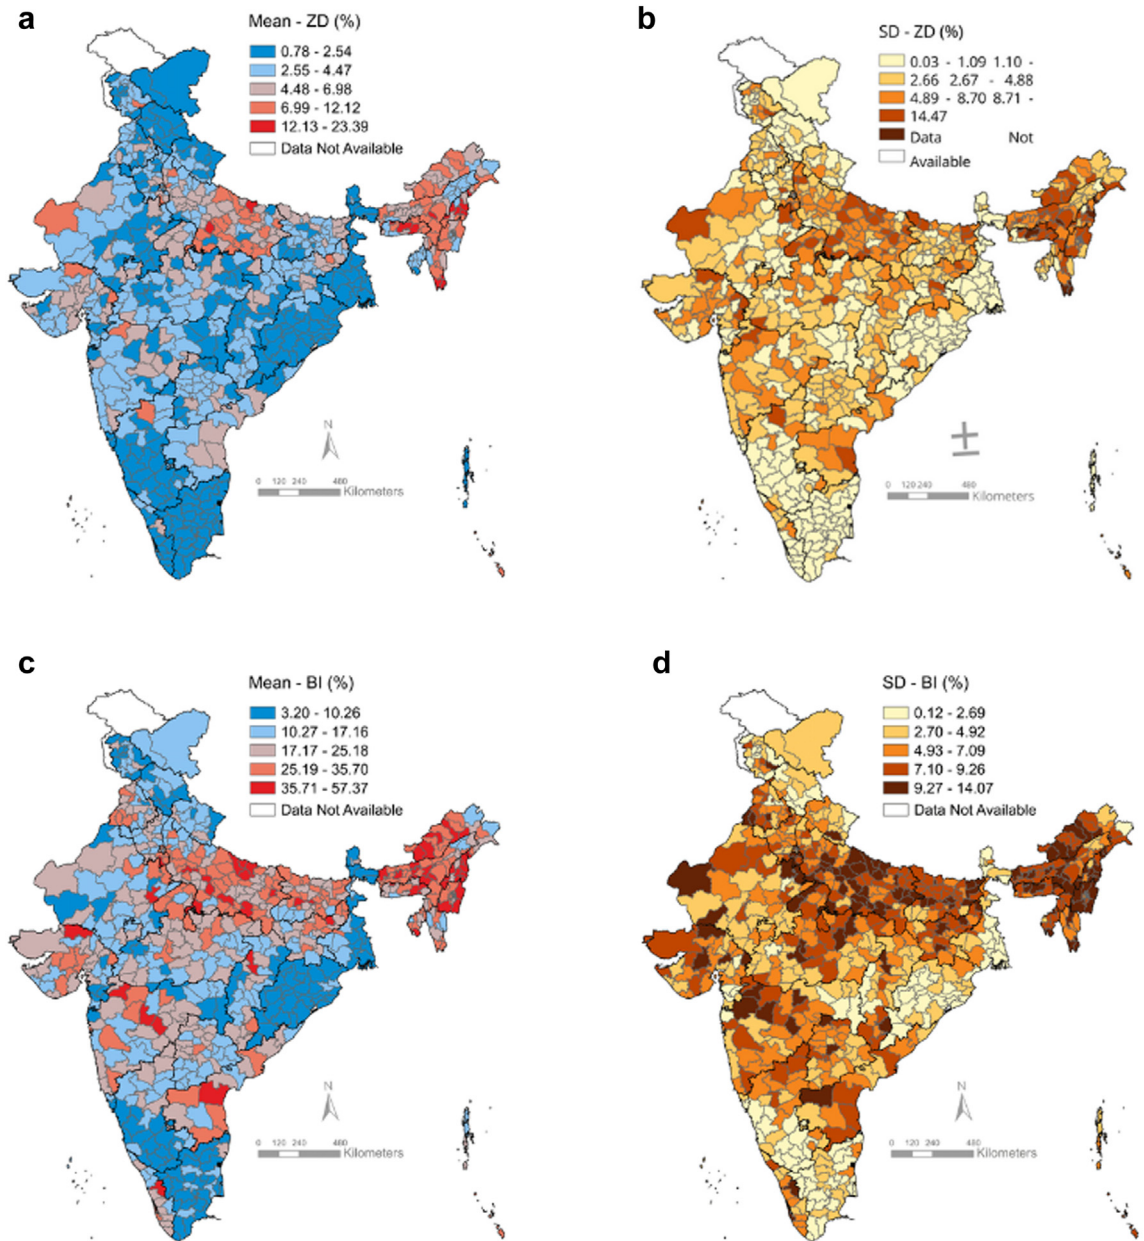 a
Mean - ZD (%)
0.78 - 2.54
2.55 - 4.47
4.48 - 6.98
6.99 - 12.12
12.13 - 23.39
Data Not Available
N
0 120 240 480
Kilometers
b
SD - ZD (%)
0.03 - 1.09 1.10 -
2.66 2.67 - 4.88
4.89 - 8.70 8.71 -
14.47
Data Not
Available
0 120 240 480
Kilometers
c
Mean - BI (%)
3.20 - 10.26
10.27 - 17.16
17.17 - 25.18
25.19 - 35.70
35.71 - 57.37
Data Not Available
N
0 120 240 480
Kilometers
d
SD - BI (%)
0.12 - 2.69
2.70 - 4.92
4.93 - 7.09
7.10 - 9.26
9.27 - 14.07
Data Not Available
N
0 120 240 480
Kilometers